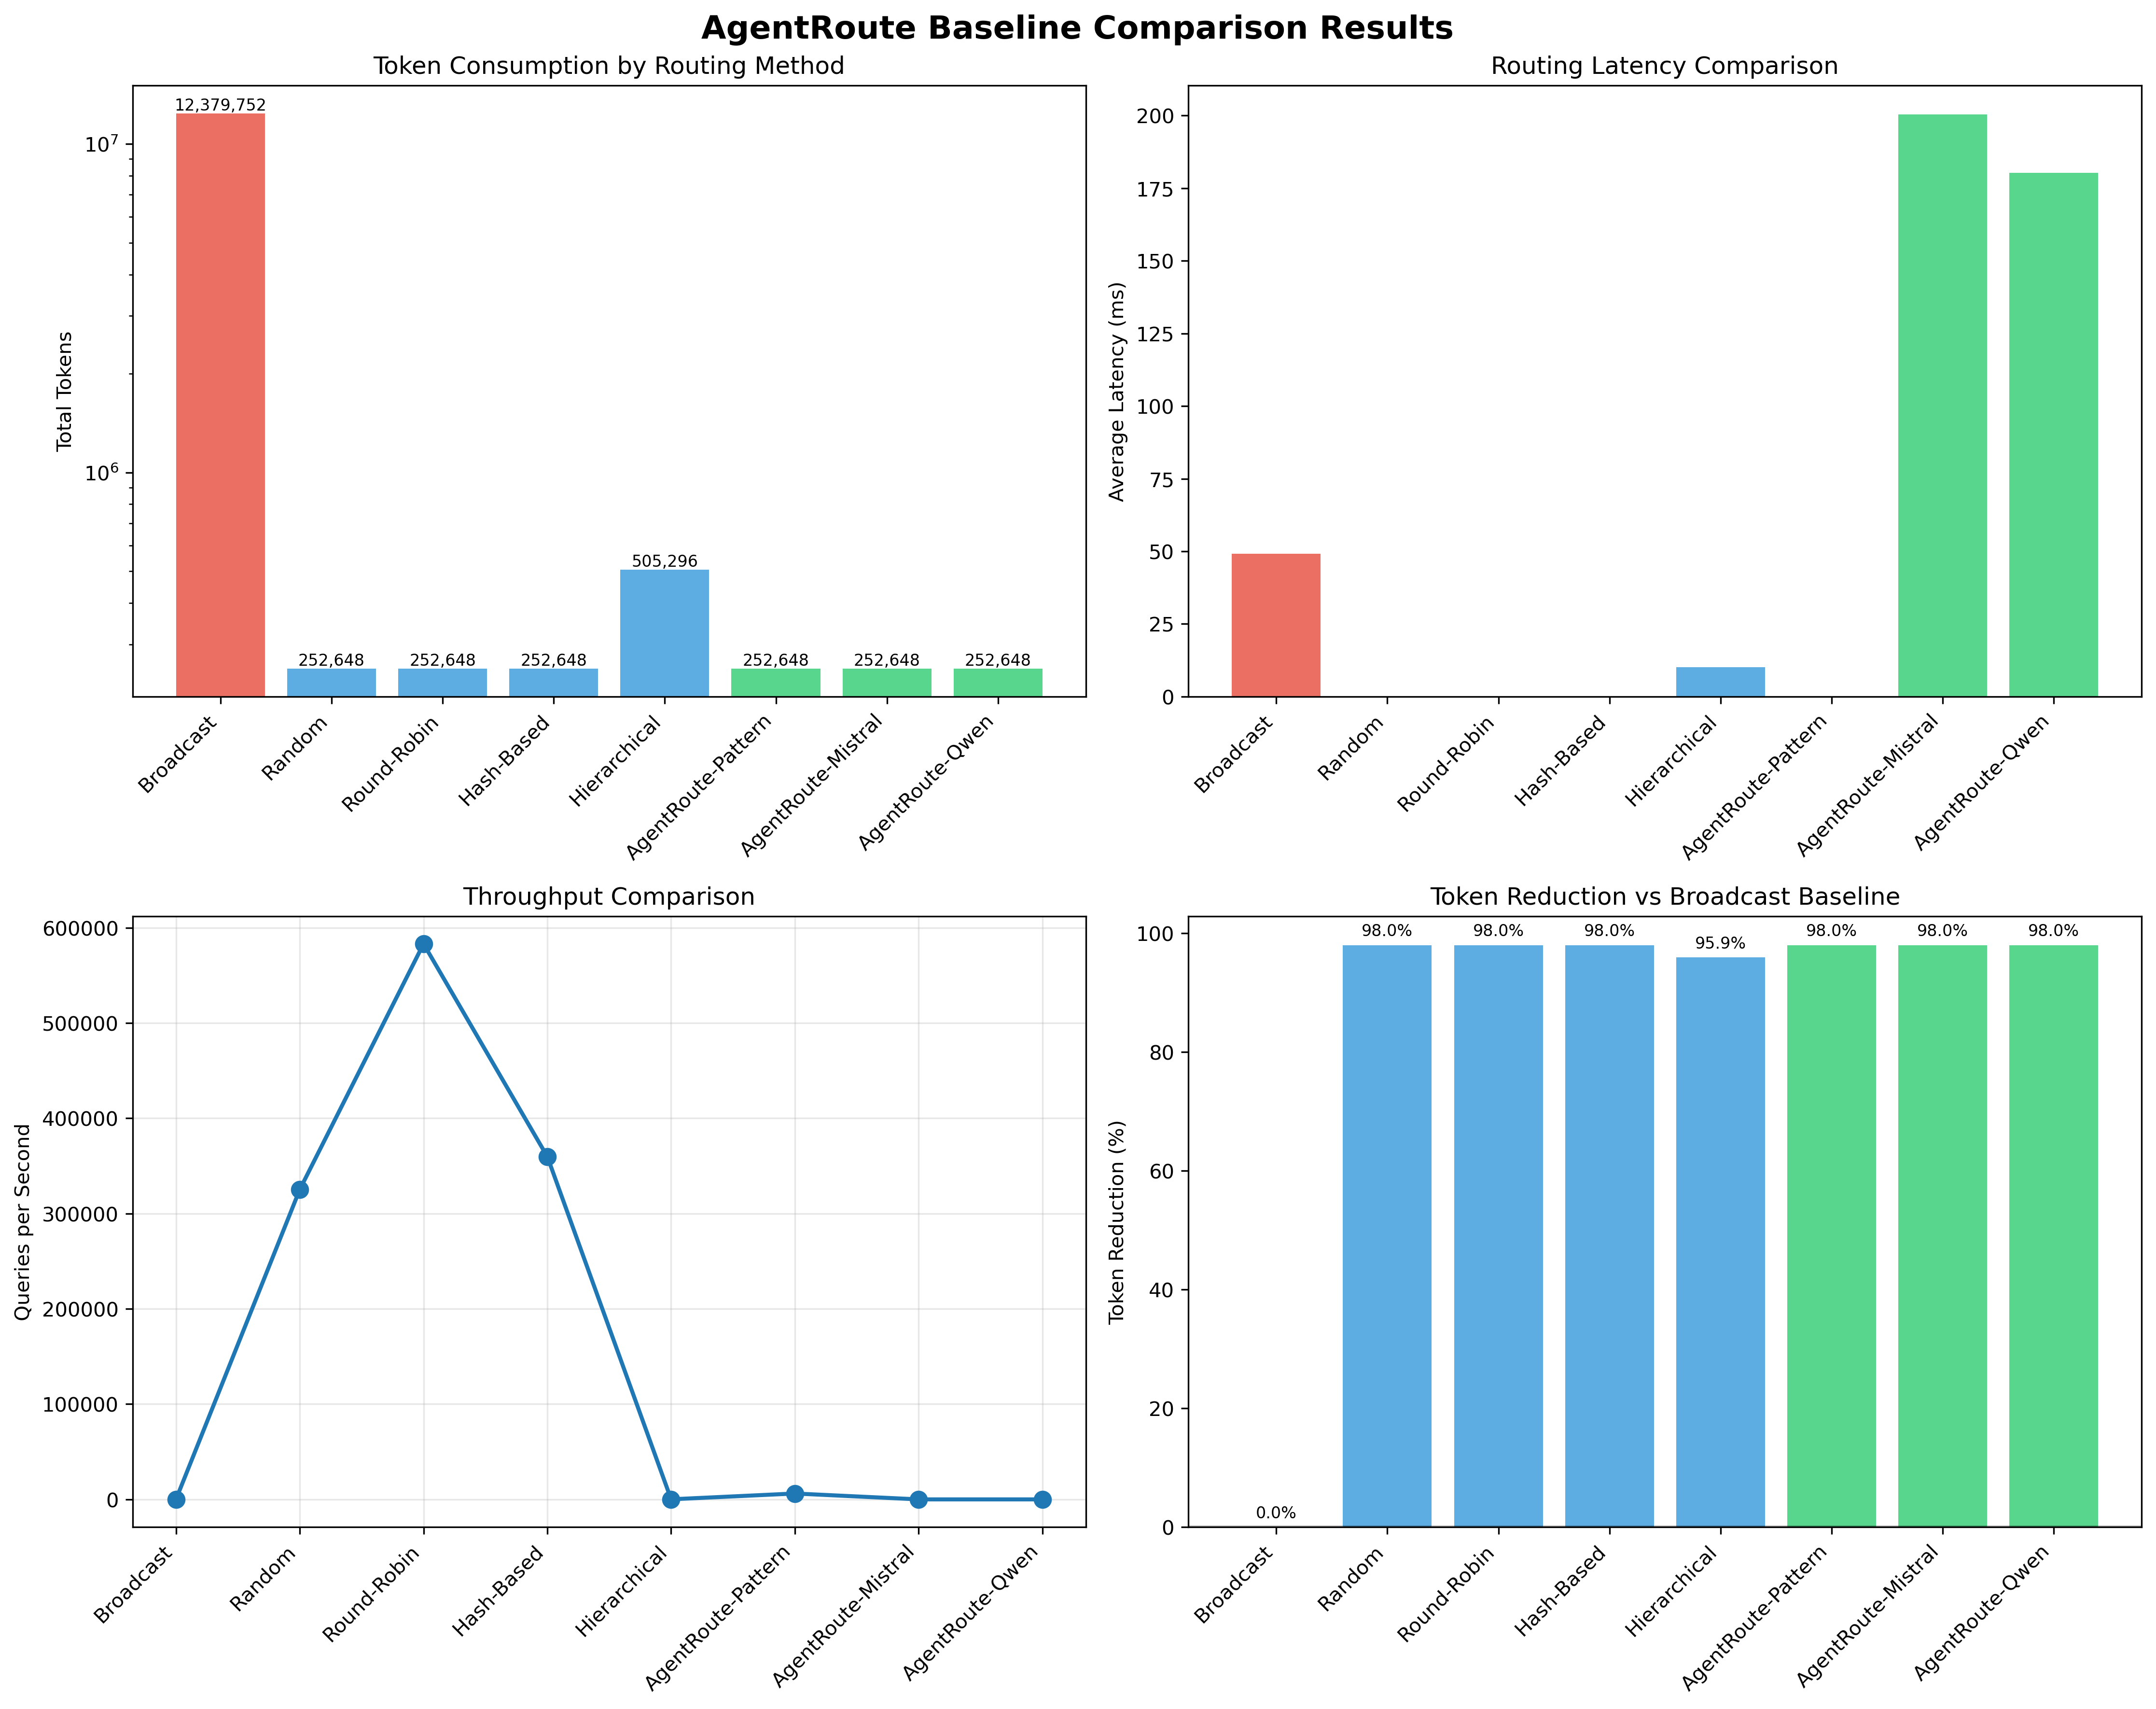 AgentRoute Baseline Comparison Results
Token Consumption by Routing Method
Total Tokens
10⁷
10⁶
12,379,752
252,648
252,648
252,648
505,296
252,648
252,648
252,648
Broadcast
Random
Round-Robin
Hash-Based
Hierarchical
AgentRoute-Pattern
AgentRoute-Mistral
AgentRoute-Qwen
Routing Latency Comparison
Average Latency (ms)
200
175
150
125
100
75
50
25
0
Broadcast
Random
Round-Robin
Hash-Based
Hierarchical
AgentRoute-Pattern
AgentRoute-Mistral
AgentRoute-Qwen
Throughput Comparison
Queries per Second
600000
500000
400000
300000
200000
100000
0
Broadcast
Random
Round-Robin
Hash-Based
Hierarchical
AgentRoute-Pattern
AgentRoute-Mistral
AgentRoute-Qwen
Token Reduction vs Broadcast Baseline
Token Reduction (%)
100
80
60
40
20
0
0.0%
98.0%
98.0%
98.0%
95.9%
98.0%
98.0%
98.0%
Broadcast
Random
Round-Robin
Hash-Based
Hierarchical
AgentRoute-Pattern
AgentRoute-Mistral
AgentRoute-Qwen